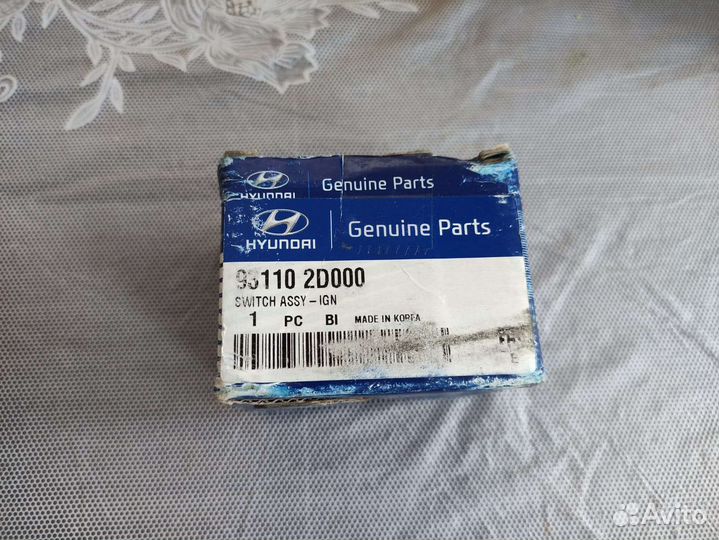 HYUNDAI
Genuine Parts
HYUNDAI
Genuine Parts
93110 2D000
SWITCH ASSY-IGN
1 PC BI MADE IN KOREA
Avito